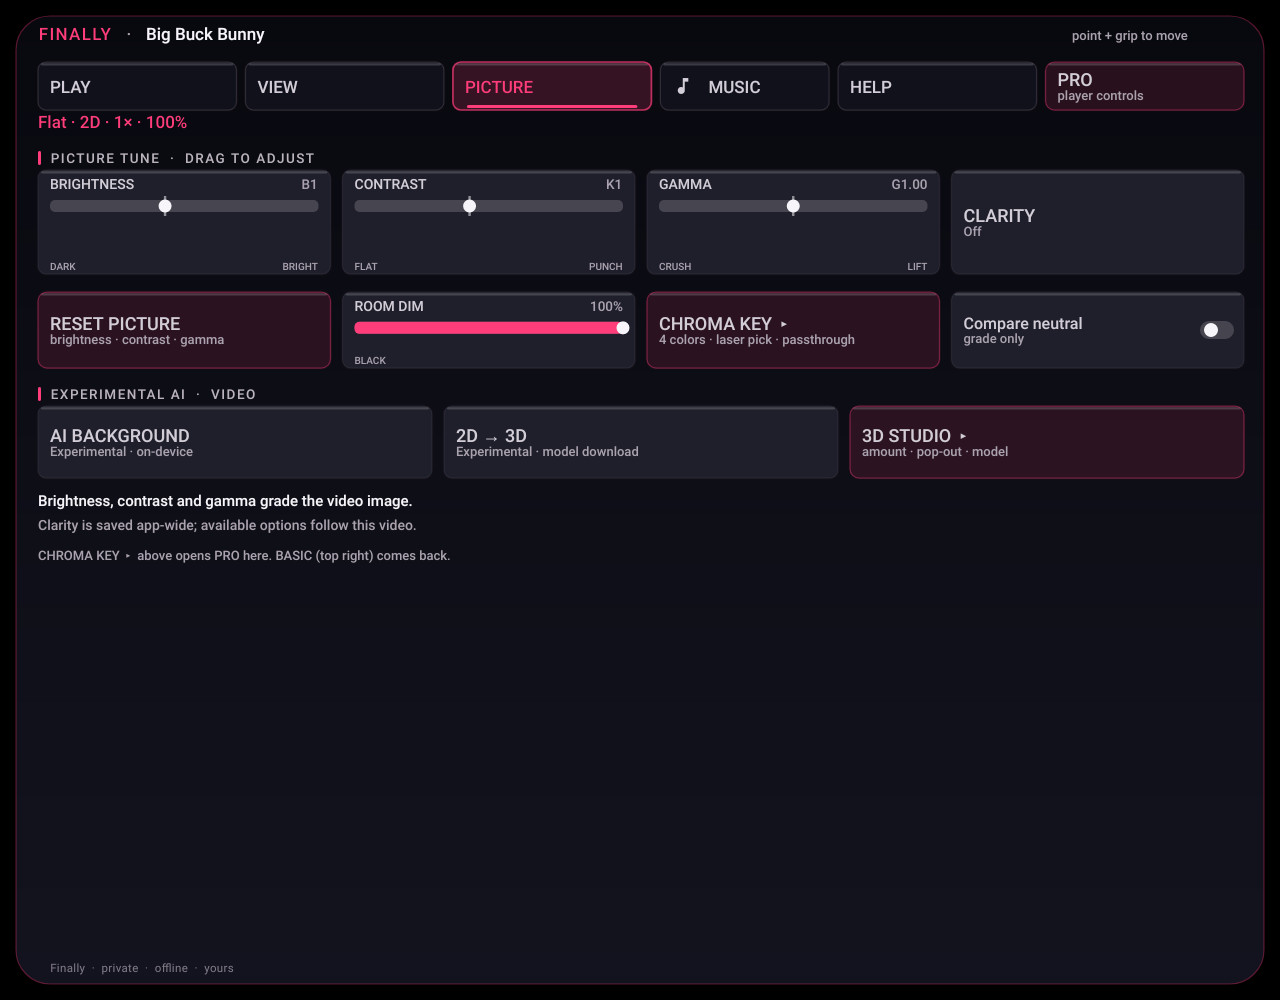 FINALLY · Big Buck Bunny
point + grip to move
PLAY
VIEW
PICTURE
MUSIC
HELP
PRO
player controls
Flat · 2D · 1× · 100%
PICTURE TUNE · DRAG TO ADJUST
BRIGHTNESS B1
DARK BRIGHT
CONTRAST K1
FLAT PUNCH
GAMMA G1.00
CRUSH LIFT
CLARITY
Off
RESET PICTURE
brightness · contrast · gamma
ROOM DIM 100%
BLACK
CHROMA KEY ▸
4 colors · laser pick · passthrough
Compare neutral
grade only
EXPERIMENTAL AI · VIDEO
AI BACKGROUND
Experimental · on-device
2D → 3D
Experimental · model download
3D STUDIO ▸
amount · pop-out · model
Brightness, contrast and gamma grade the video image.
Clarity is saved app-wide; available options follow this video.
CHROMA KEY ▸ above opens PRO here. BASIC (top right) comes back.
Finally · private · offline · yours